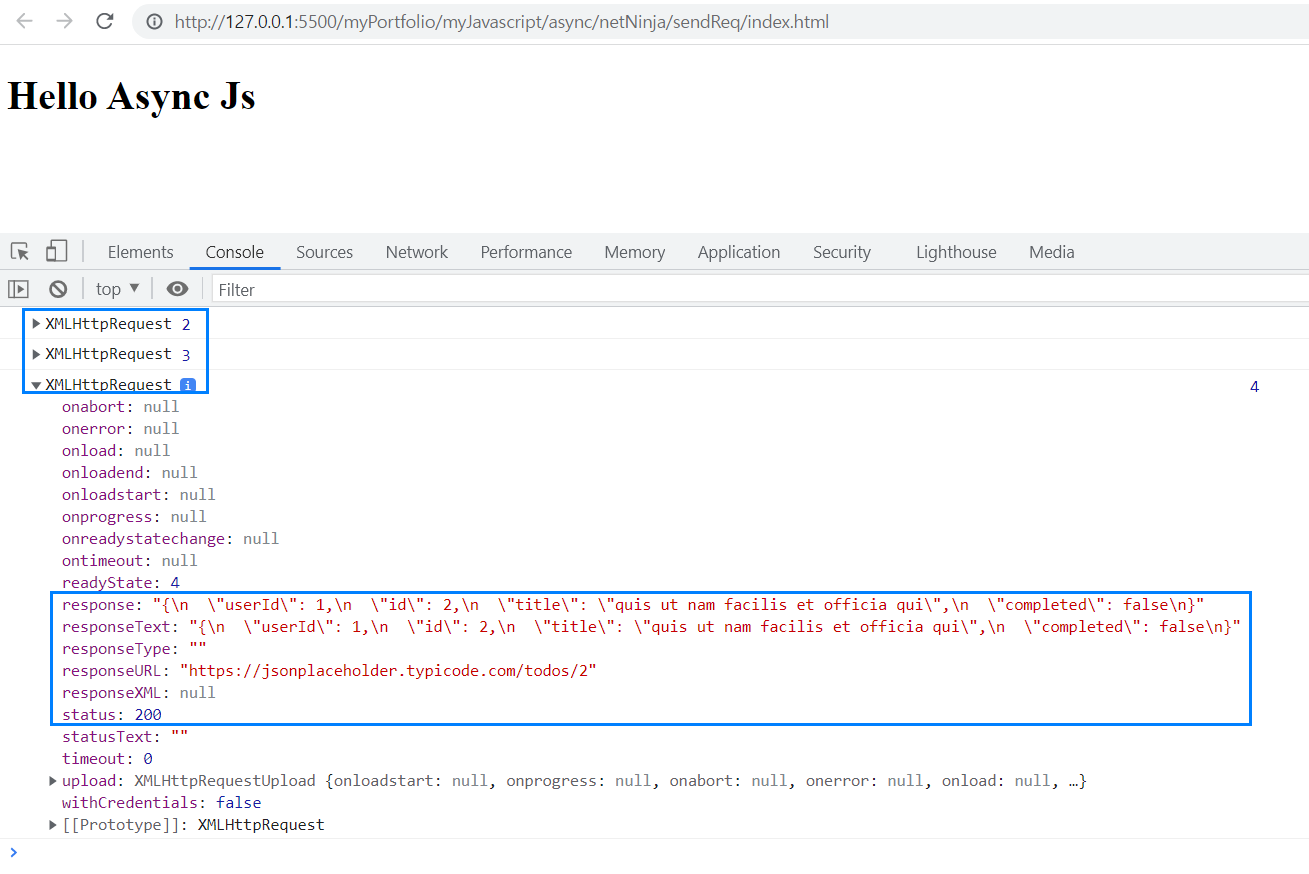 http://127.0.0.1:5500/myPortfolio/myJavascript/async/netNinja/sendReq/index.html
Hello Async Js
Elements Console Sources Network Performance Memory Application Security Lighthouse Media
top Filter
XMLHttpRequest 2
XMLHttpRequest 3
XMLHttpRequest i 4
onabort: null
onerror: null
onload: null
onloadend: null
onloadstart: null
onprogress: null
onreadystatechange: null
ontimeout: null
readyState: 4
response: "{\n  \"userId\": 1,\n  \"id\": 2,\n  \"title\": \"quis ut nam facilis et officia qui\",\n  \"completed\": false\n}"
responseText: "{\n  \"userId\": 1,\n  \"id\": 2,\n  \"title\": \"quis ut nam facilis et officia qui\",\n  \"completed\": false\n}"
responseType: ""
responseURL: "https://jsonplaceholder.typicode.com/todos/2"
responseXML: null
status: 200
statusText: ""
timeout: 0
upload: XMLHttpRequestUpload {onloadstart: null, onprogress: null, onabort: null, onerror: null, onload: null, …}
withCredentials: false
[[Prototype]]: XMLHttpRequest